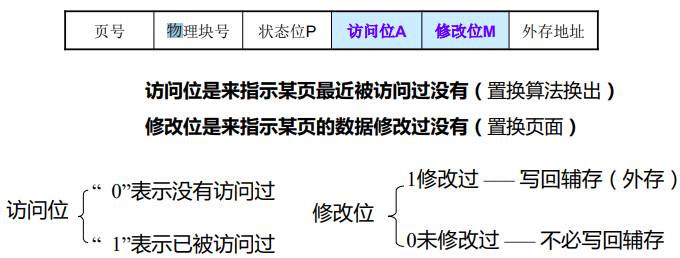 页号 物理块号 状态位P 访问位A 修改位M 外存地址
访问位是来指示某页最近被访问过没有（置换算法换出）
修改位是来指示某页的数据修改过没有（置换页面）
访问位
“ 0”表示没有访问过
“ 1”表示已被访问过
修改位
1修改过 —— 写回辅存（外存）
0未修改过 —— 不必写回辅存